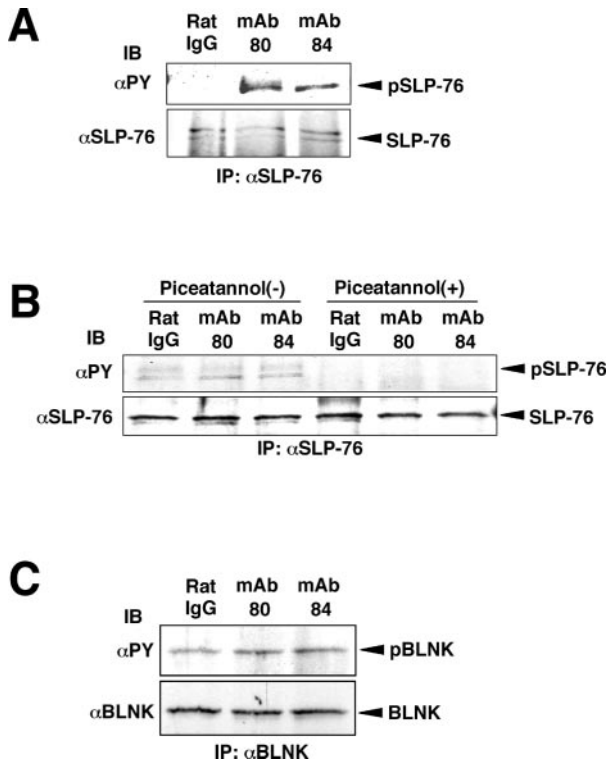 A
Rat mAb mAb
IB IgG 80 84
αPY pSLP-76
αSLP-76 SLP-76
IP: αSLP-76
Piceatannol(-) Piceatannol(+)
B
Rat mAb mAb Rat mAb mAb
IB IgG 80 84 IgG 80 84
αPY pSLP-76
αSLP-76 SLP-76
IP: αSLP-76
C
Rat mAb mAb
IB IgG 80 84
αPY pBLNK
αBLNK BLNK
IP: αBLNK